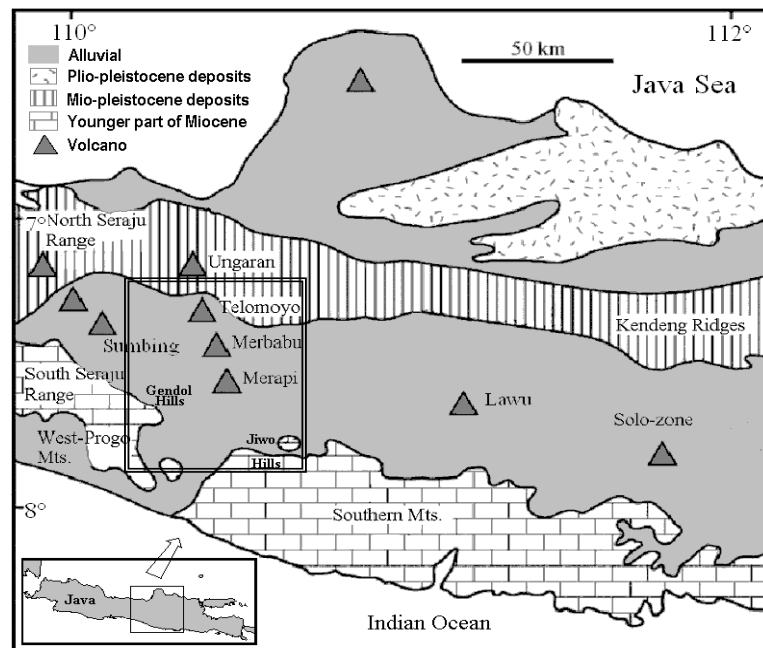 110°
112°
50 km
Java Sea
Alluvial
Plio-pleistocene deposits
Mio-pleistocene deposits
Younger part of Miocene
Volcano
7°
North Seraju
Range
Ungaran
Telomoyo
Kendeng Ridges
Sumbing
Merbabu
South Seraju
Range
Gendol
Hills
Merapi
Lawu
Solo-zone
West-Progo
Mts.
Jiwo
Hills
8°
Southern Mts.
Java
Indian Ocean